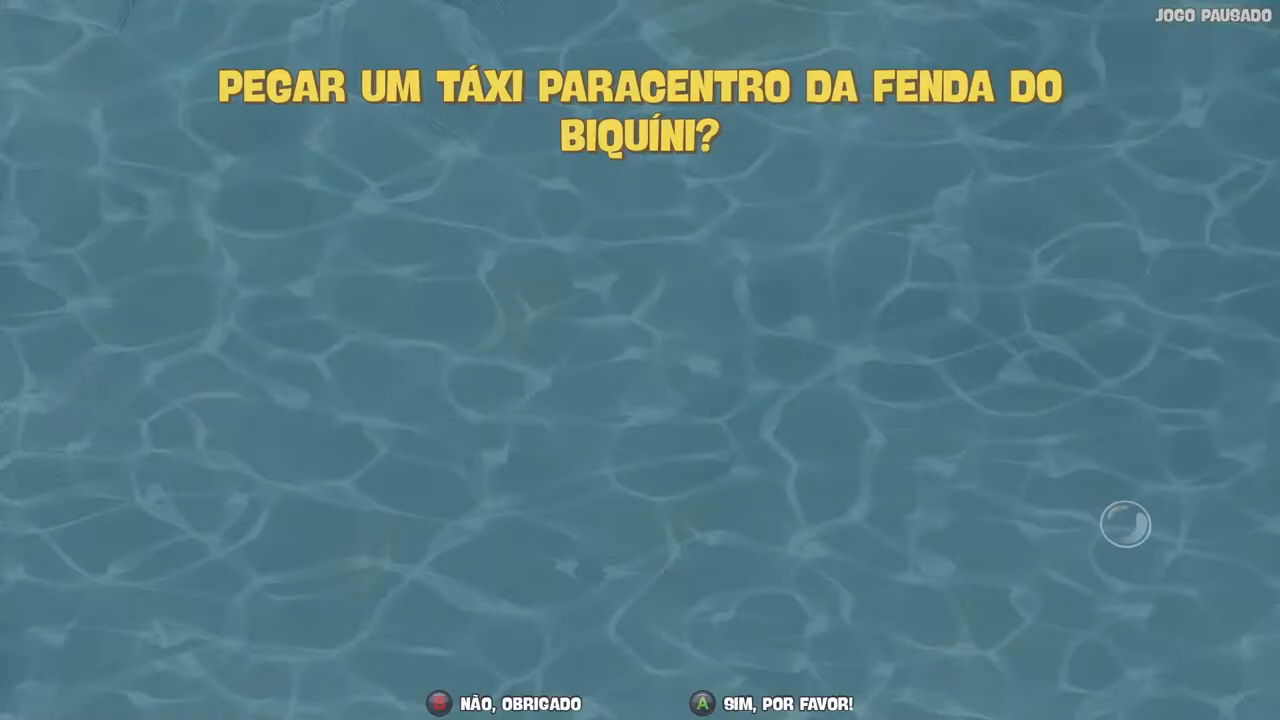 JOGO PAUSADO
PEGAR UM TÁXI PARACENTRO DA FENDA DO
BIQUÍNI?
B NÃO, OBRIGADO
A SIM, POR FAVOR!